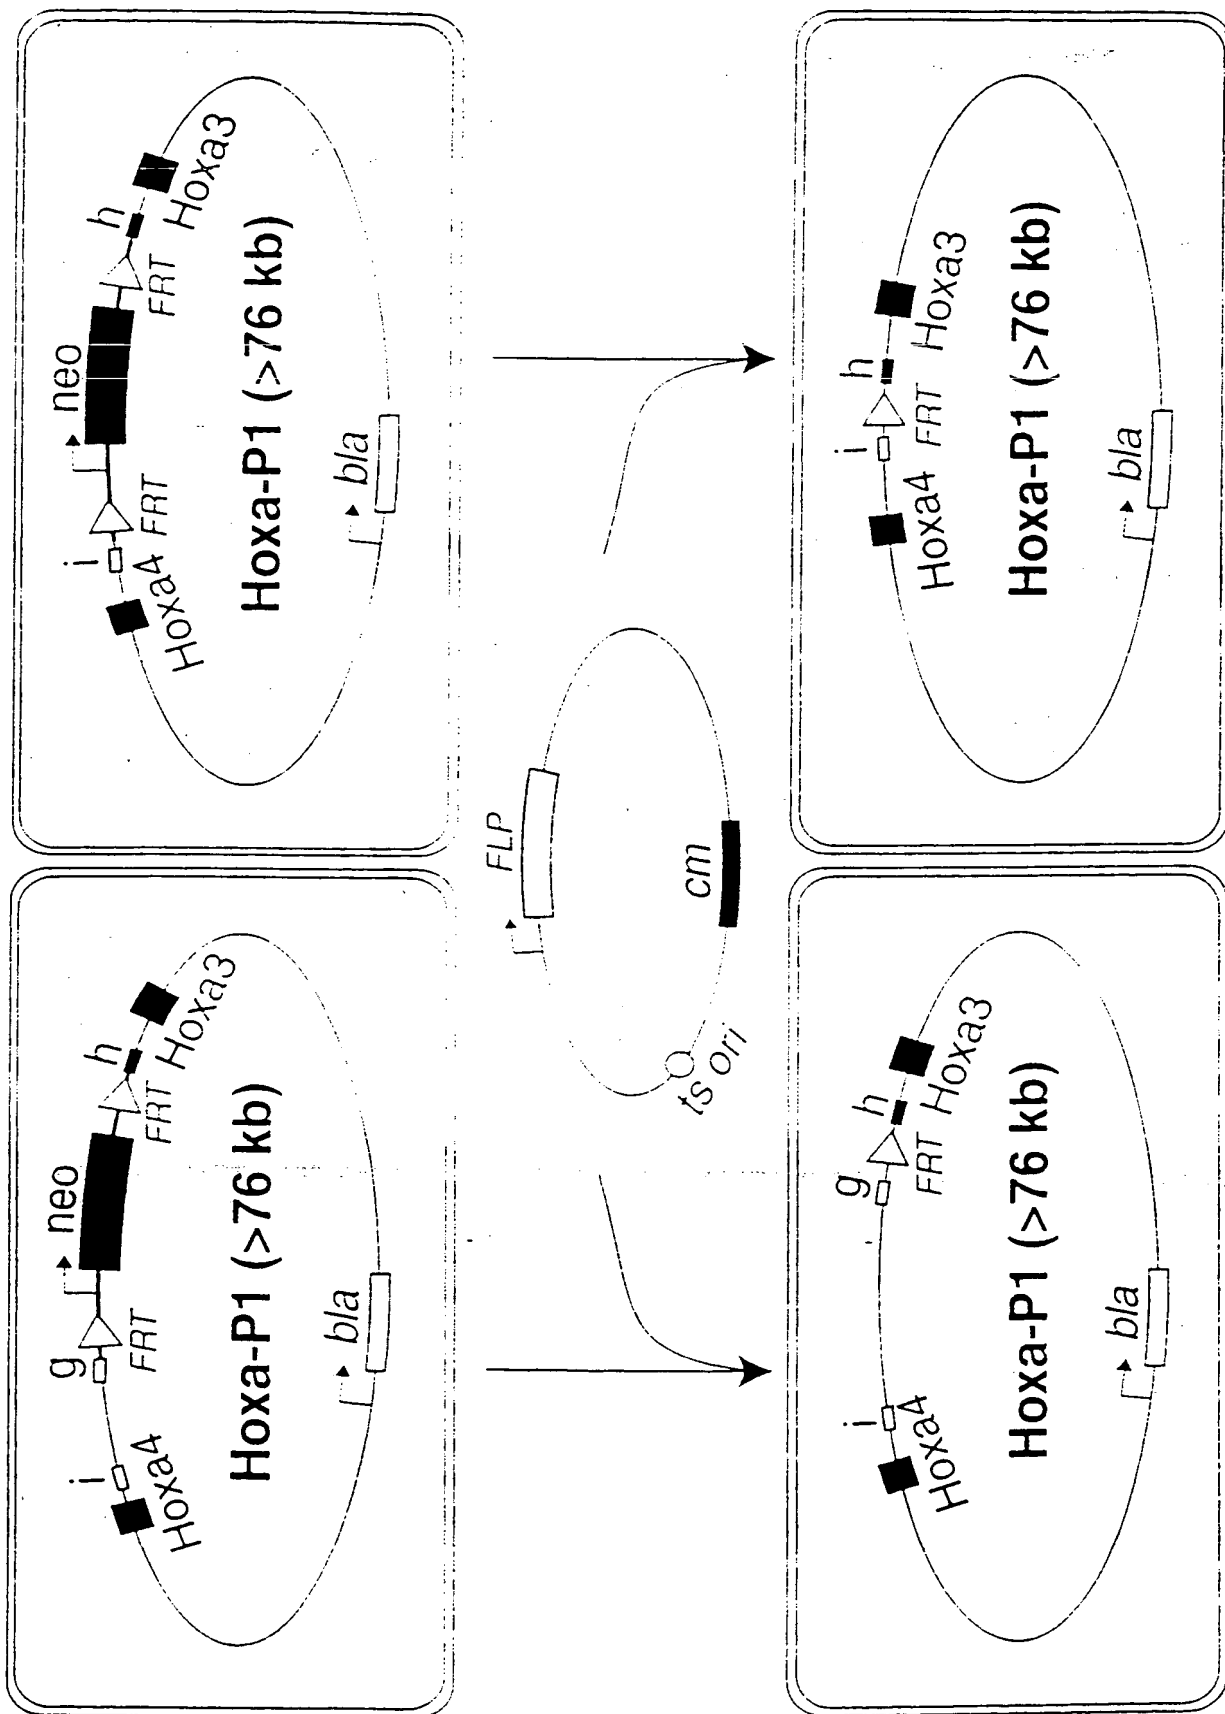 g
neo
i
FRT
FRT
h
Hoxa4
Hoxa3
Hoxa-P1 (>76 kb)
bla
i
neo
h
Hoxa4
FRT
FRT
Hoxa3
Hoxa-P1 (>76 kb)
bla
FLP
ts ori
cm
i
g
h
Hoxa4
FRT
Hoxa3
Hoxa-P1 (>76 kb)
bla
i
h
Hoxa4
FRT
Hoxa3
Hoxa-P1 (>76 kb)
bla